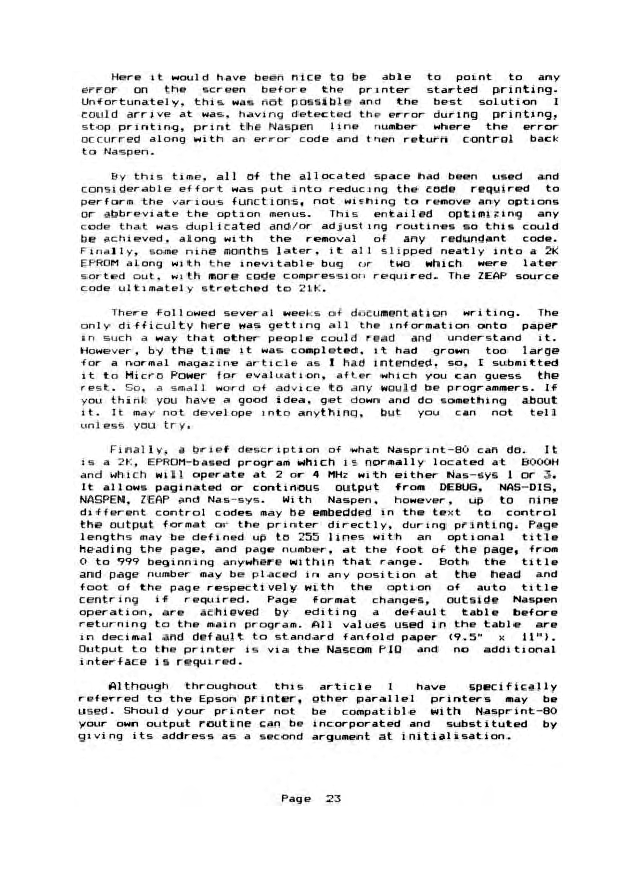 Here it would have been nice to be able to point to any
error on the screen before the printer started printing.
Unfortunately, this was not possible and the best solution I
could arrive at was, having detected the error during printing,
stop printing, print the Naspen line number where the error
occurred along with an error code and then return control back
to Naspen.
By this time, all of the allocated space had been used and
considerable effort was put into reducing the code required to
perform the various functions, not wishing to remove any options
or abbreviate the option menus. This entailed optimizing any
code that was duplicated and/or adjusting routines so this could
be achieved, along with the removal of any redundant code.
Finally, some nine months later, it all slipped neatly into a 2K
EPROM along with the inevitable bug or two which were later
sorted out, with more code compression required. The ZEAP source
code ultimately stretched to 21K.
There followed several weeks of documentation writing. The
only difficulty here was getting all the information onto paper
in such a way that other people could read and understand it.
However, by the time it was completed, it had grown too large
for a normal magazine article as I had intended, so, I submitted
it to Micro Power for evaluation, after which you can guess the
rest. So, a small word of advice to any would be programmers. If
you think you have a good idea, get down and do something about
it. It may not develope into anything, but you can not tell
unless you try.
Finally, a brief description of what Nasprint-80 can do. It
is a 2K, EPROM-based program which is normally located at B000H
and which will operate at 2 or 4 MHz with either Nas-sys 1 or 3.
It allows paginated or continous output from DEBUG, NAS-DIS,
NASPEN, ZEAP and Nas-sys. With Naspen, however, up to nine
different control codes may be embedded in the text to control
the output format or the printer directly, during printing. Page
lengths may be defined up to 255 lines with an optional title
heading the page, and page number, at the foot of the page, from
0 to 999 beginning anywhere within that range. Both the title
and page number may be placed in any position at the head and
foot of the page respectively with the option of auto title
centring if required. Page format changes, outside Naspen
operation, are achieved by editing a default table before
returning to the main program. All values used in the table are
in decimal and default to standard fanfold paper (9.5" x 11").
Output to the printer is via the Nascom PIO and no additional
interface is required.
Although throughout this article I have specifically
referred to the Epson printer, other parallel printers may be
used. Should your printer not be compatible with Nasprint-80
your own output routine can be incorporated and substituted by
giving its address as a second argument at initialisation.
Page 23